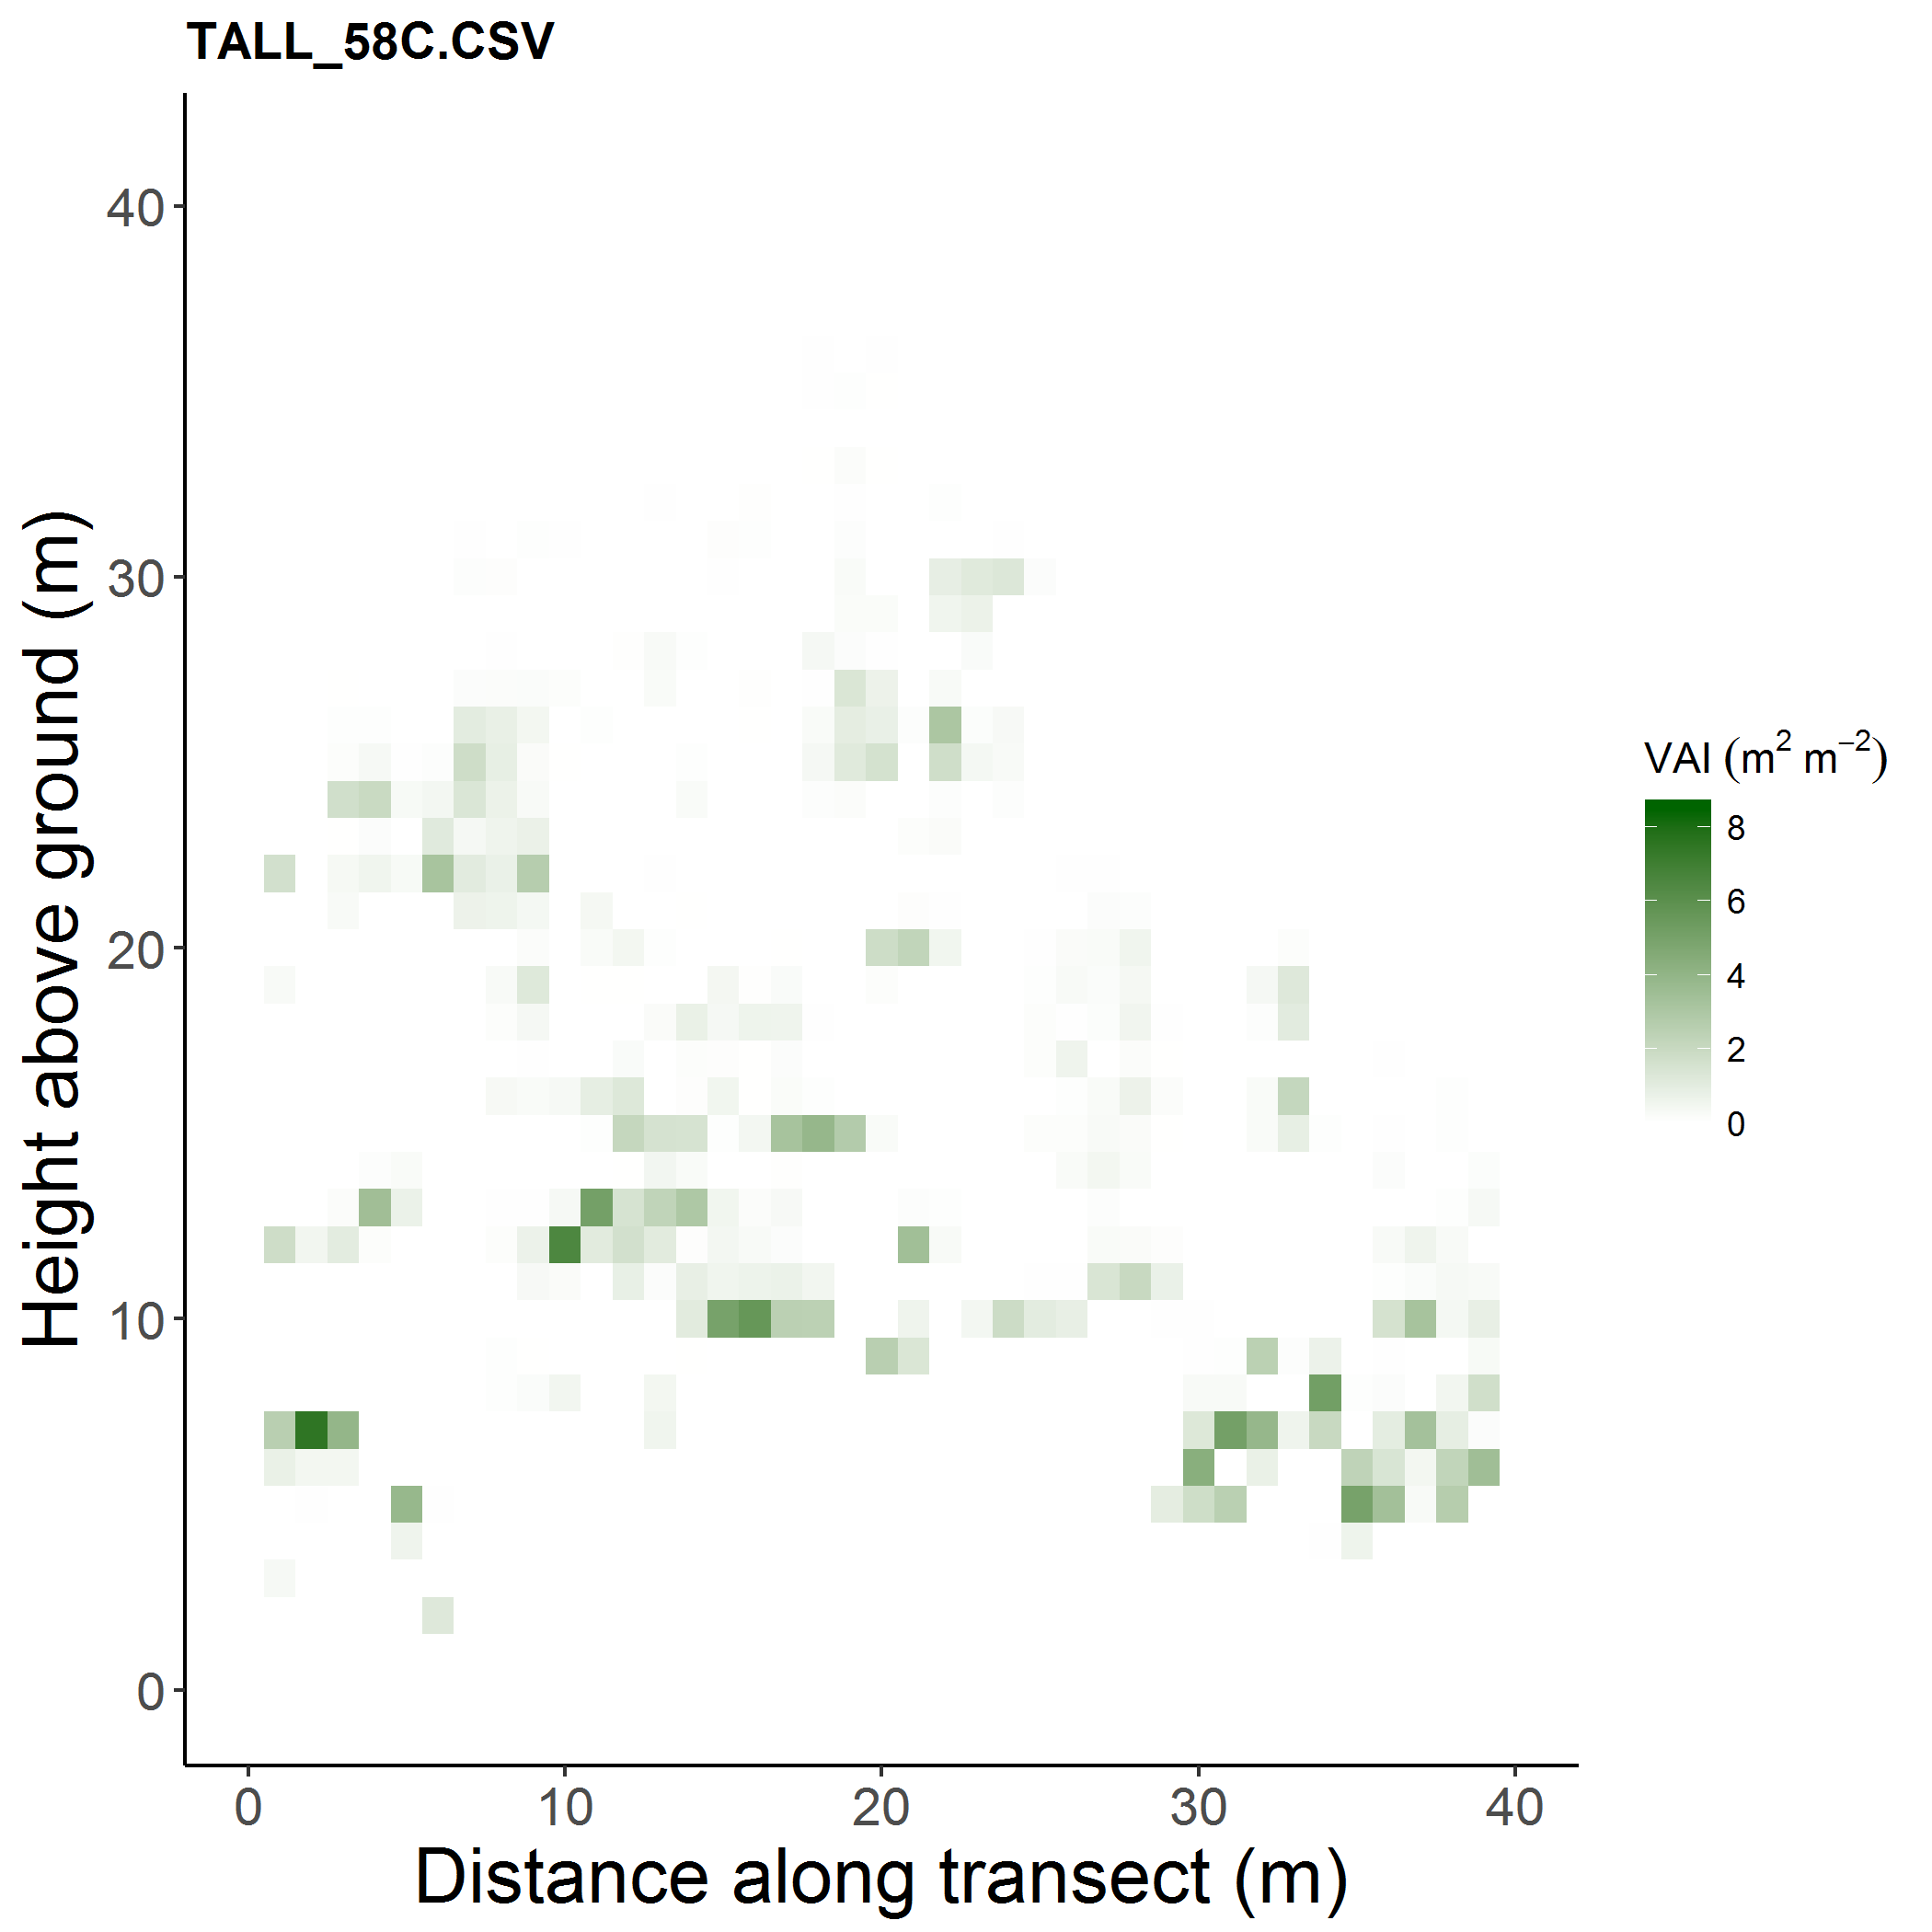 TALL_58C.CSV
Height above ground (m)
40
30
20
10
0
0 10 20 30 40
Distance along transect (m)
VAI (m² m⁻²)
8
6
4
2
0